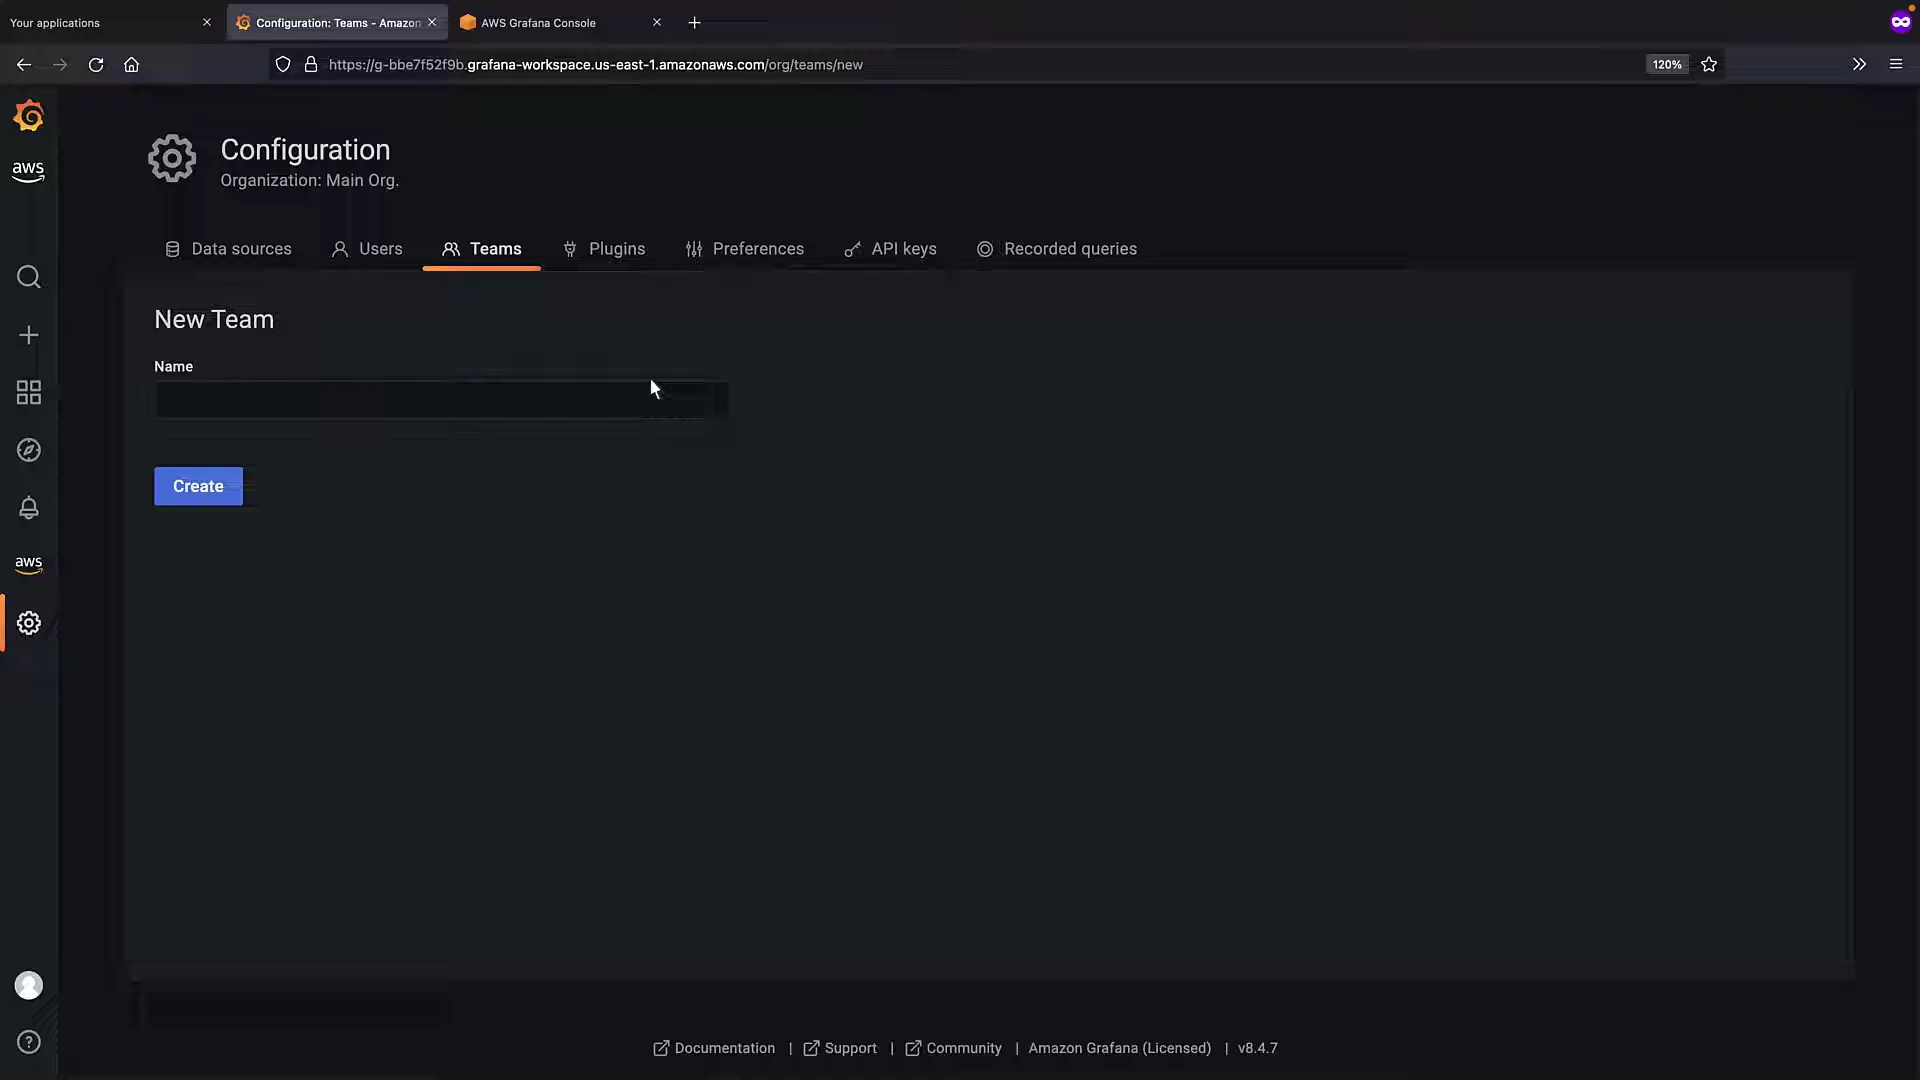 Your applications
Configuration: Teams - Amazon
AWS Grafana Console
https://g-bbe7f52f9b.grafana-workspace.us-east-1.amazonaws.com/org/teams/new
120%
aws
Configuration
Organization: Main Org.
Data sources
Users
Teams
Plugins
Preferences
API keys
Recorded queries
New Team
Name
Create
aws
Documentation | Support | Community | Amazon Grafana (Licensed) | v8.4.7